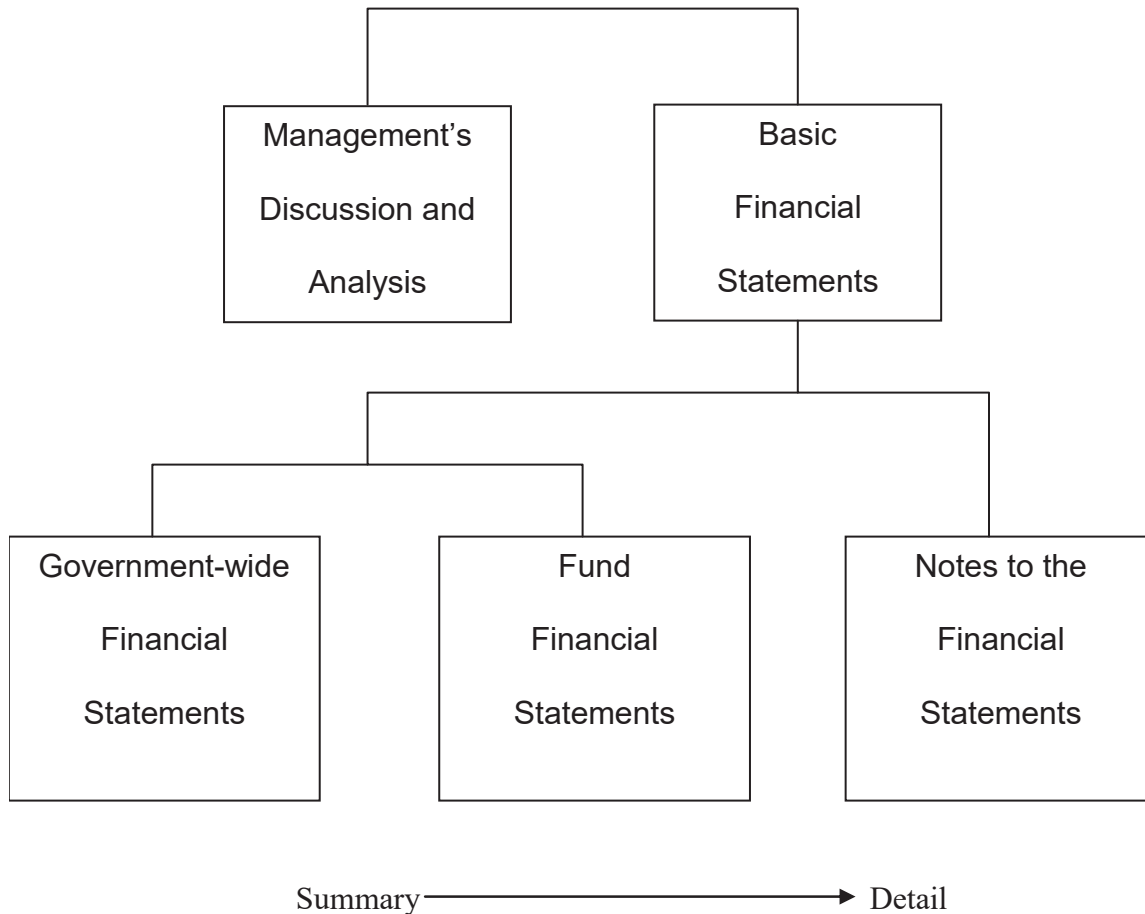 Management’s
Discussion and
Analysis
Basic
Financial
Statements
Government-wide
Financial
Statements
Fund
Financial
Statements
Notes to the
Financial
Statements
Summary
Detail